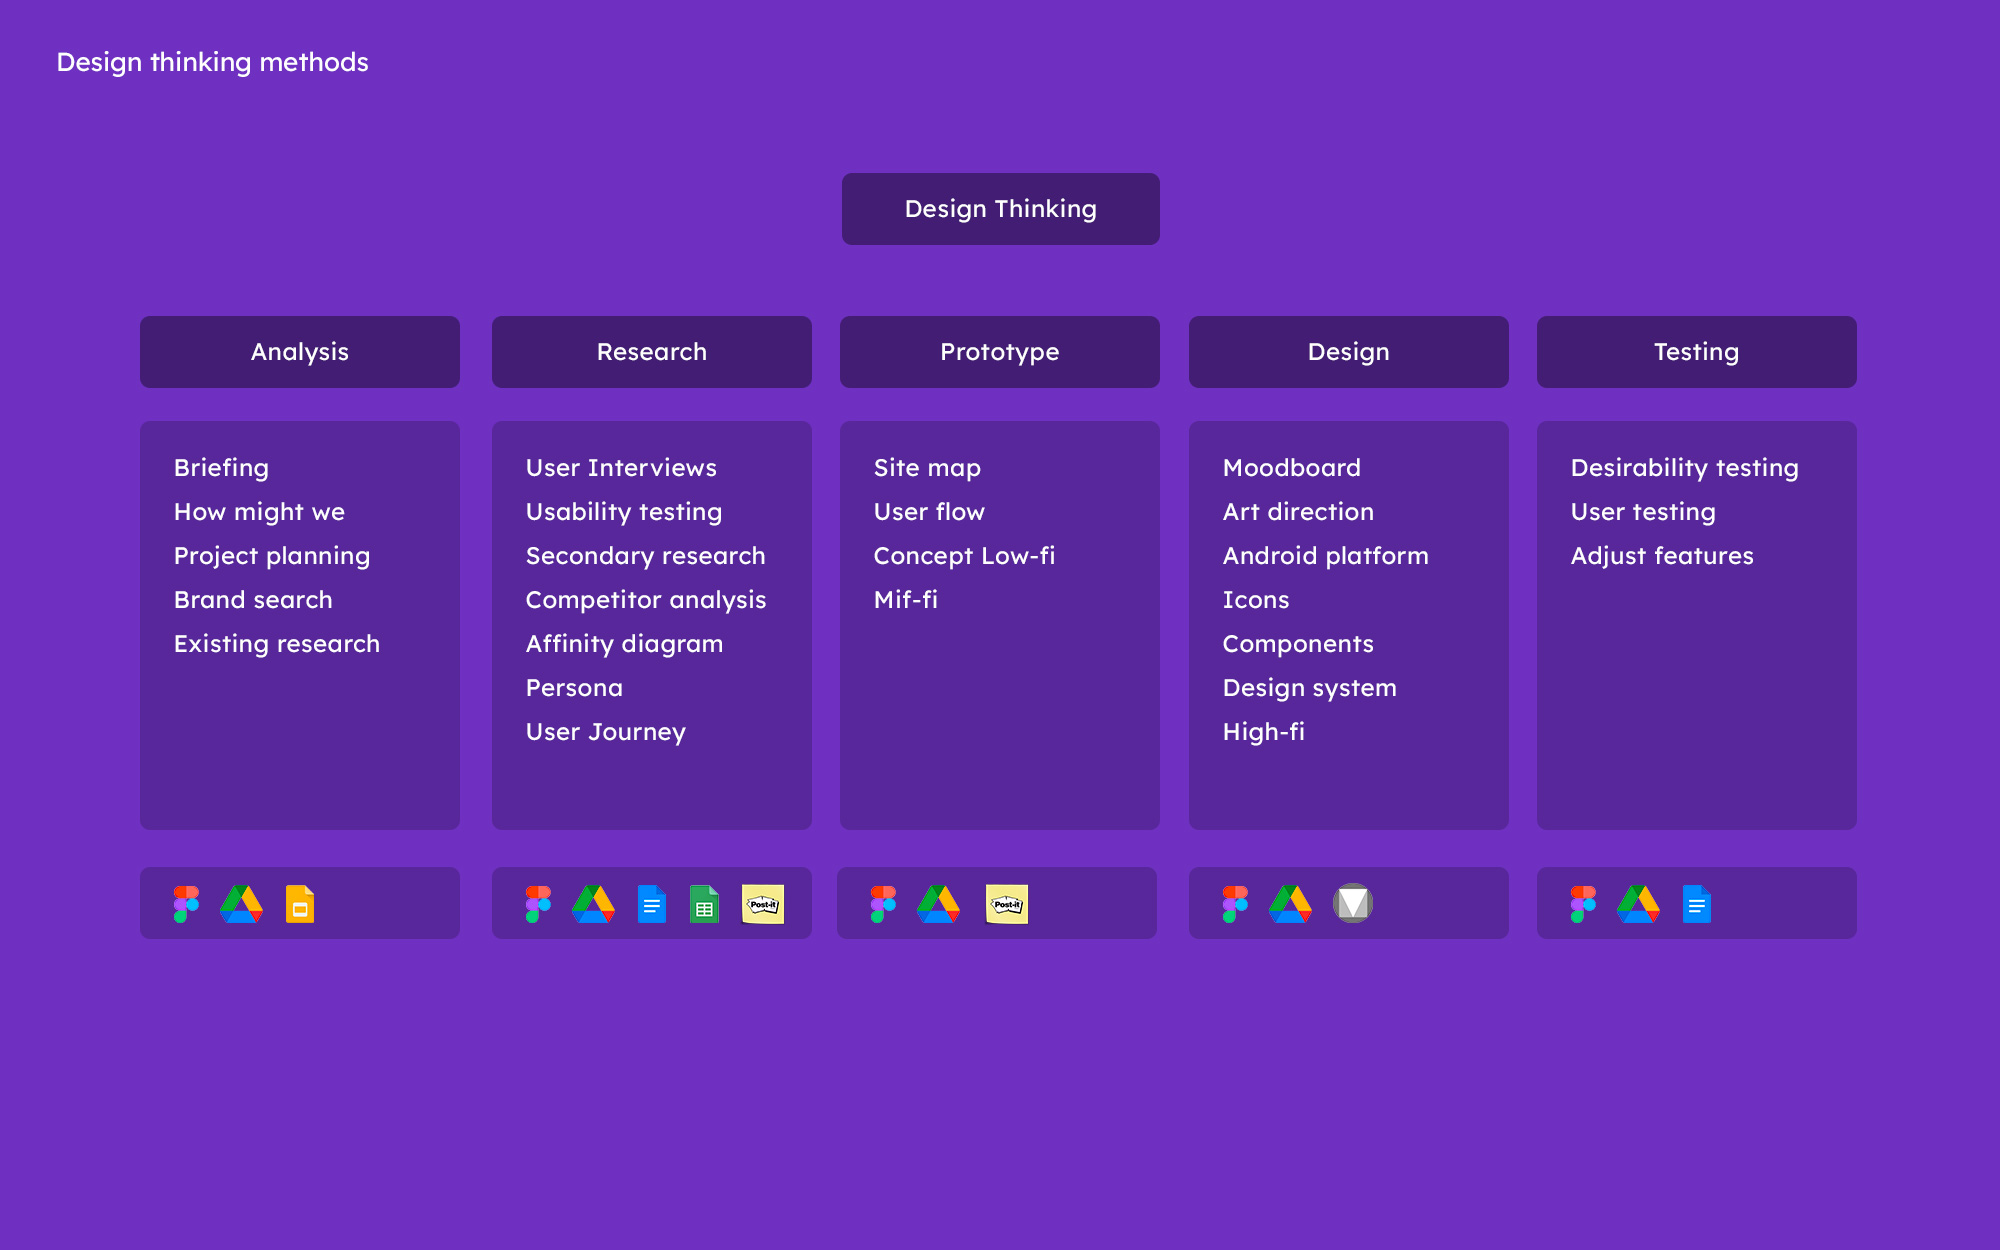 Design thinking methods
Design Thinking
Analysis
Research
Prototype
Design
Testing
Briefing
How might we
Project planning
Brand search
Existing research
User Interviews
Usability testing
Secondary research
Competitor analysis
Affinity diagram
Persona
User Journey
Site map
User flow
Concept Low-fi
Mif-fi
Moodboard
Art direction
Android platform
Icons
Components
Design system
High-fi
Desirability testing
User testing
Adjust features
Post-it
Post-it